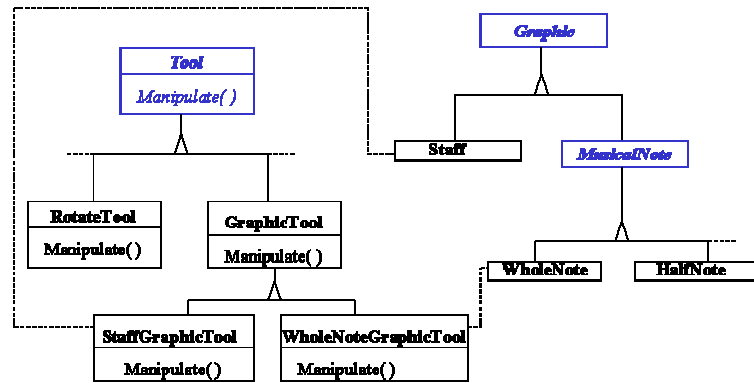 Graphic
Tool
Manipulate( )
Staff
MusicalNote
RotateTool
Manipulate( )
GraphicTool
Manipulate( )
WholeNote
HalfNote
StaffGraphicTool
Manipulate( )
WholeNoteGraphicTool
Manipulate( )